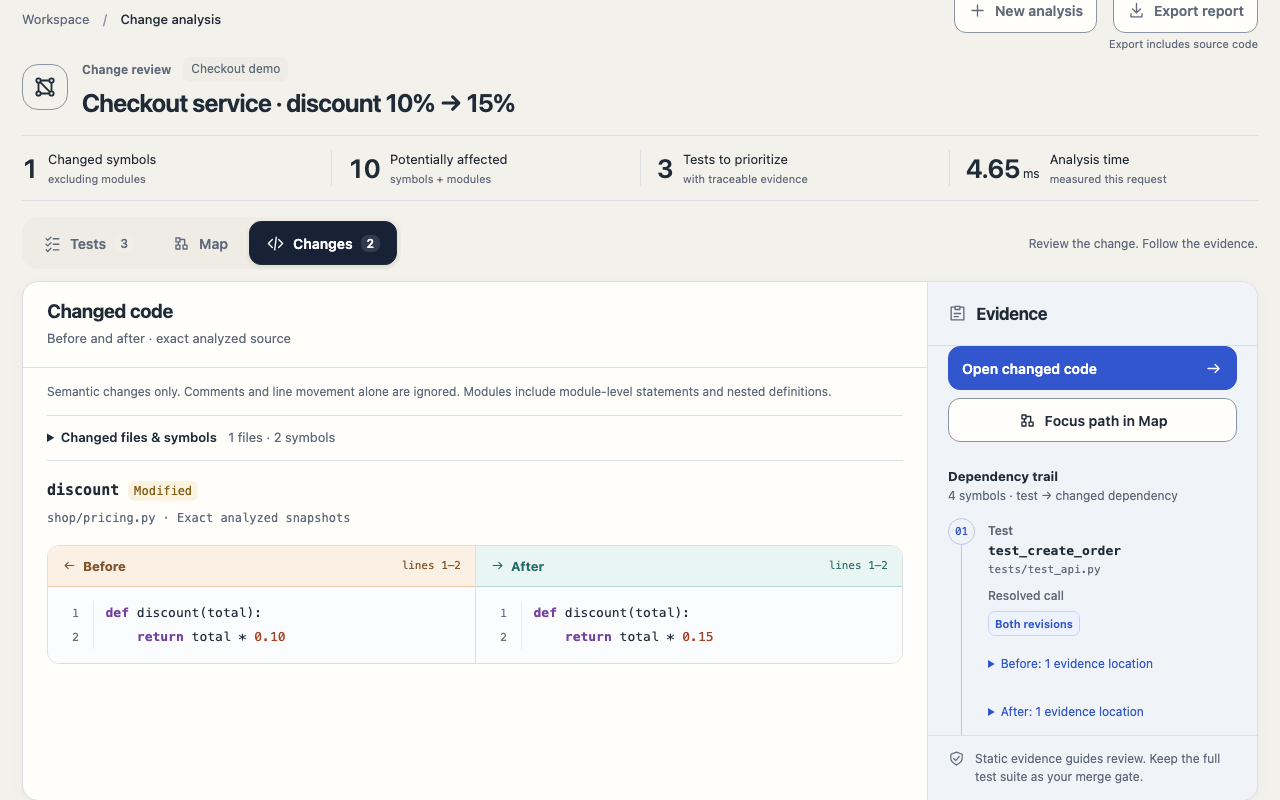 Workspace / Change analysis
New analysis
Export report
Export includes source code
Change review
Checkout demo
Checkout service · discount 10% → 15%
1
Changed symbols
excluding modules
10
Potentially affected
symbols + modules
3
Tests to prioritize
with traceable evidence
4.65 ms
Analysis time
measured this request
Tests 3
Map
Changes 2
Review the change. Follow the evidence.
Changed code
Before and after · exact analyzed source
Semantic changes only. Comments and line movement alone are ignored. Modules include module-level statements and nested definitions.
Changed files & symbols 1 files · 2 symbols
discount Modified
shop/pricing.py · Exact analyzed snapshots
← Before lines 1–2
1 def discount(total):
2 return total * 0.10
→ After lines 1–2
1 def discount(total):
2 return total * 0.15
Evidence
Open changed code →
Focus path in Map
Dependency trail
4 symbols · test → changed dependency
01 Test
test_create_order
tests/test_api.py
Resolved call
Both revisions
Before: 1 evidence location
After: 1 evidence location
Static evidence guides review. Keep the full
test suite as your merge gate.